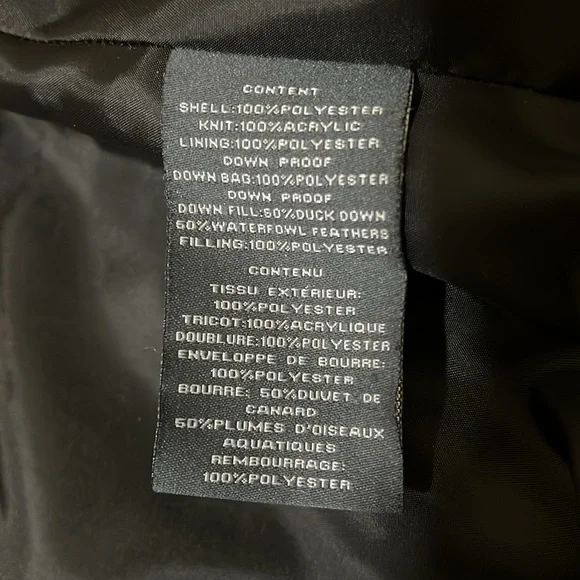 CONTENT
SHELL:100%POLYESTER
KNIT:100%ACRYLIC
LINING:100%POLYESTER
DOWN PROOF
DOWN BAG:100%POLYESTER
DOWN PROOF
DOWN FILL:50%DUCK DOWN
50%WATERFOWL FEATHERS
FILLING:100%POLYESTER
CONTENU
TISSU EXTÉRIEUR:
100%POLYESTER
TRICOT:100%ACRYLIQUE
DOUBLURE:100%POLYESTER
ENVELOPPE DE BOURRE:
100%POLYESTER
BOURRE: 50%DUVET DE
CANARD
50%PLUMES D'OISEAUX
AQUATIQUES
REMBOURRAGE:
100%POLYESTER